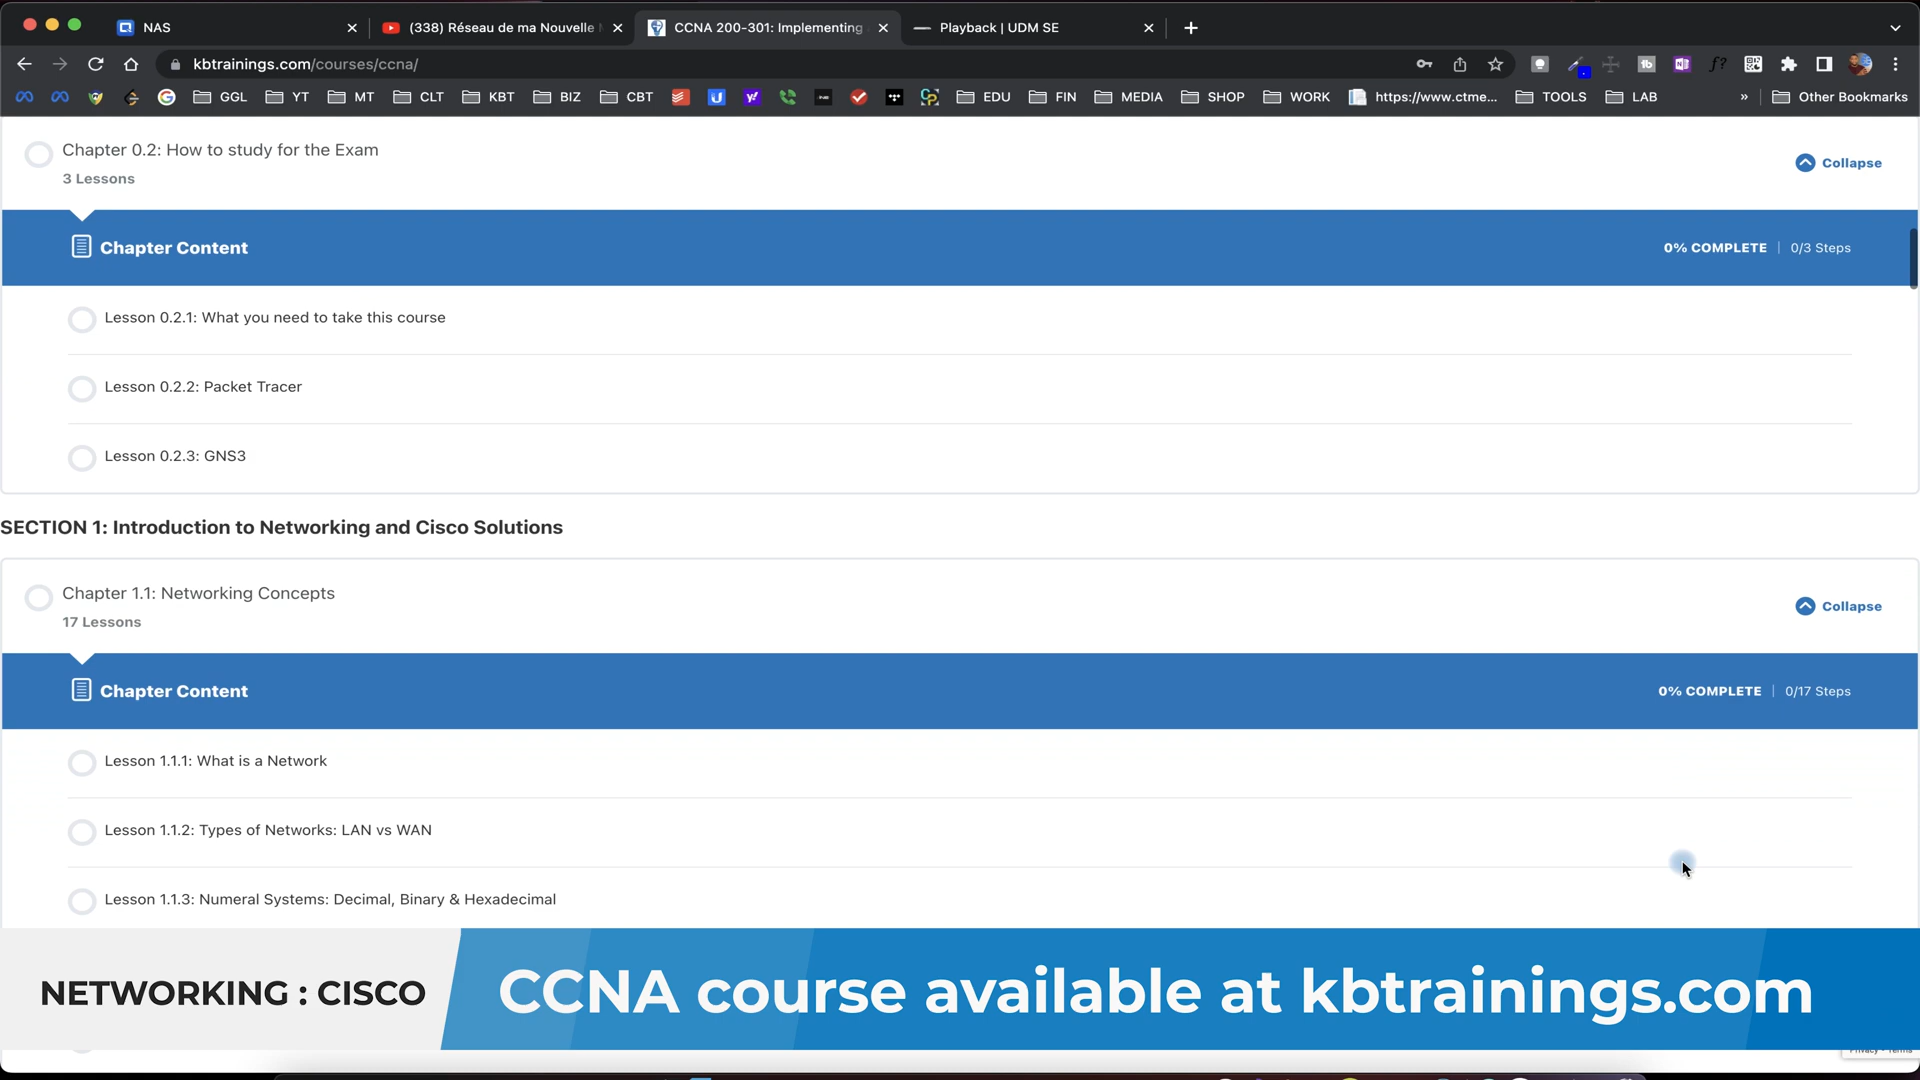 NAS
(338) Réseau de ma Nouvelle
CCNA 200-301: Implementing
Playback | UDM SE
kbtrainings.com/courses/ccna/
GGL
YT
MT
CLT
KBT
BIZ
CBT
EDU
FIN
MEDIA
SHOP
WORK
https://www.ctme...
TOOLS
LAB
»
Other Bookmarks
Chapter 0.2: How to study for the Exam
3 Lessons
Collapse
Chapter Content
0% COMPLETE | 0/3 Steps
Lesson 0.2.1: What you need to take this course
Lesson 0.2.2: Packet Tracer
Lesson 0.2.3: GNS3
SECTION 1: Introduction to Networking and Cisco Solutions
Chapter 1.1: Networking Concepts
17 Lessons
Collapse
Chapter Content
0% COMPLETE | 0/17 Steps
Lesson 1.1.1: What is a Network
Lesson 1.1.2: Types of Networks: LAN vs WAN
Lesson 1.1.3: Numeral Systems: Decimal, Binary & Hexadecimal
NETWORKING : CISCO
CCNA course available at kbtrainings.com